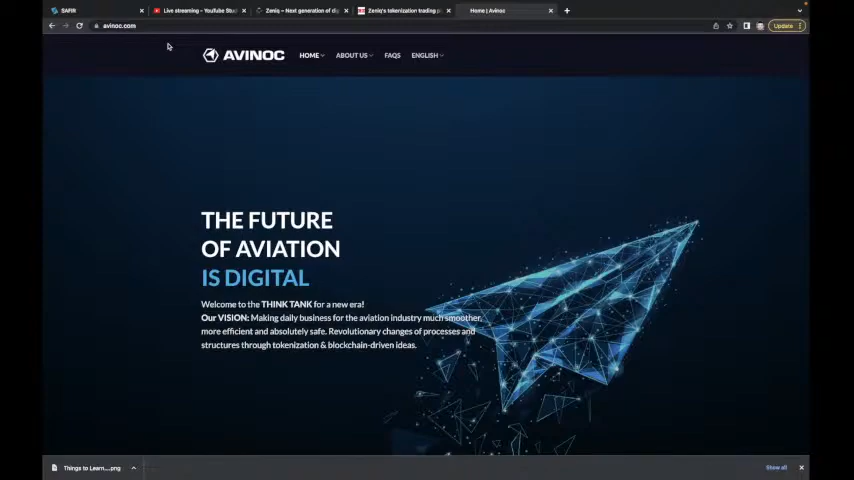 SAFIR
Live streaming – YouTube Stud
Zeniq – Next generation of dig
Zeniq's tokenization trading pl
Home | Avinoc
avinoc.com
Update
AVINOC
HOME
ABOUT US
FAQS
ENGLISH
THE FUTURE
OF AVIATION
IS DIGITAL
Welcome to the THINK TANK for a new era!
Our VISION: Making daily business for the aviation industry much smoother,
more efficient and absolutely safe. Revolutionary changes of processes and
structures through tokenization & blockchain-driven ideas.
Things to Learn....png
Show all